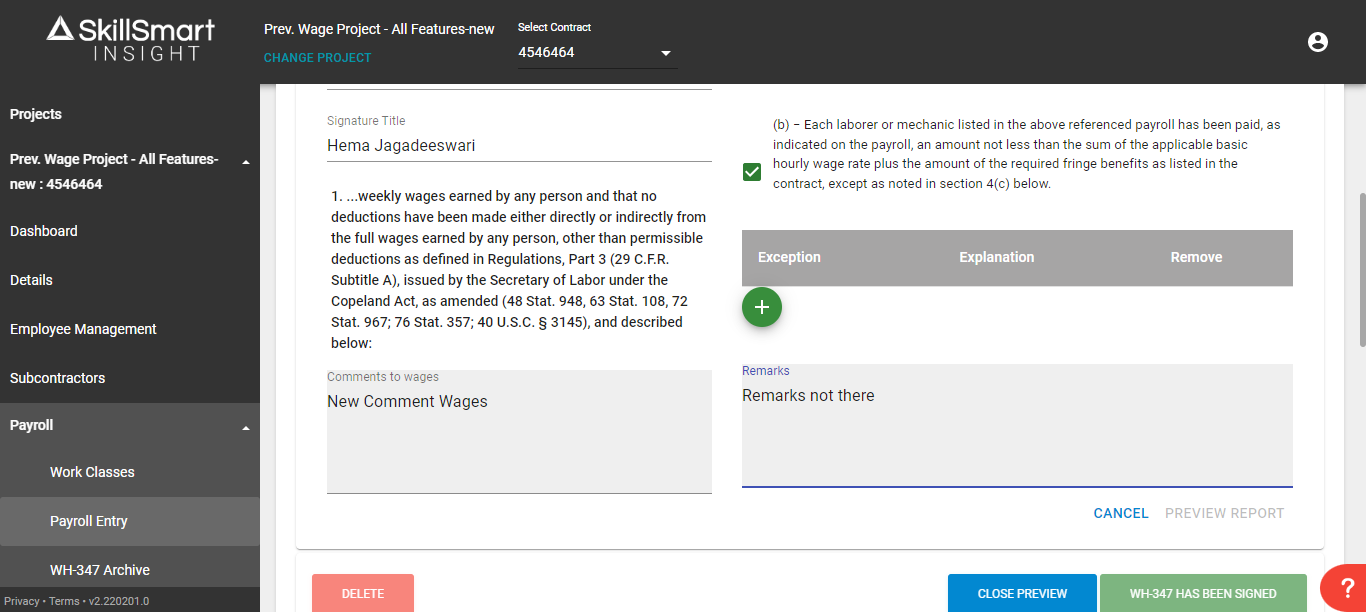 SkillSmart
INSIGHT
Prev. Wage Project - All Features-new
CHANGE PROJECT
Select Contract
4546464
Projects
Prev. Wage Project - All Features-
new : 4546464
Dashboard
Details
Employee Management
Subcontractors
Payroll
Work Classes
Payroll Entry
WH-347 Archive
Privacy • Terms • v2.220201.0
Signature Title
Hema Jagadeeswari
1. ...weekly wages earned by any person and that no
deductions have been made either directly or indirectly from
the full wages earned by any person, other than permissible
deductions as defined in Regulations, Part 3 (29 C.F.R.
Subtitle A), issued by the Secretary of Labor under the
Copeland Act, as amended (48 Stat. 948, 63 Stat. 108, 72
Stat. 967; 76 Stat. 357; 40 U.S.C. § 3145), and described
below:
Comments to wages
New Comment Wages
(b) – Each laborer or mechanic listed in the above referenced payroll has been paid, as
indicated on the payroll, an amount not less than the sum of the applicable basic
hourly wage rate plus the amount of the required fringe benefits as listed in the
contract, except as noted in section 4(c) below.
Exception Explanation Remove
+
Remarks
Remarks not there
CANCEL PREVIEW REPORT
DELETE
CLOSE PREVIEW
WH-347 HAS BEEN SIGNED
?